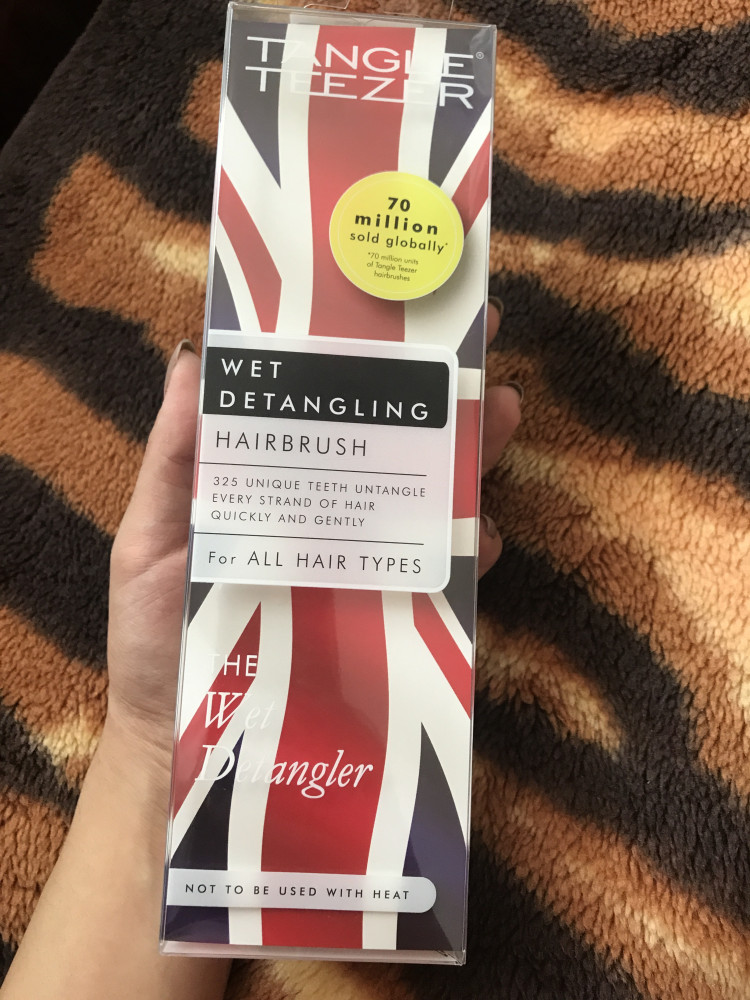 TANGLE®
TEEZER
70
million
sold globally*
*70 million units
of Tangle Teezer
hairbrushes
WET
DETANGLING
HAIRBRUSH
325 UNIQUE TEETH UNTANGLE
EVERY STRAND OF HAIR
QUICKLY AND GENTLY
For ALL HAIR TYPES
THE
Wet
Detangler
NOT TO BE USED WITH HEAT